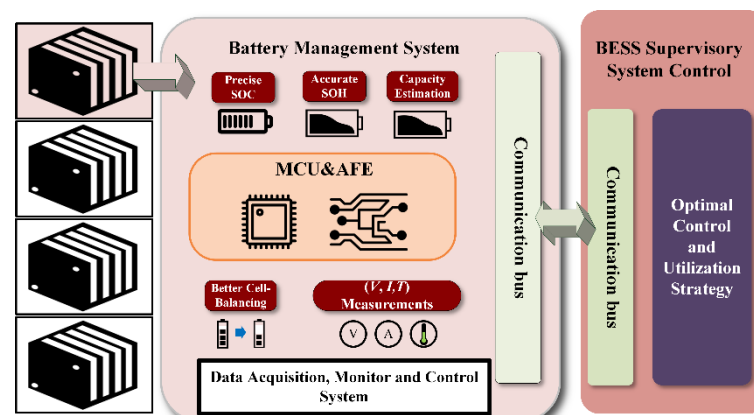 Battery Management System
Precise
SOC
Accurate
SOH
Capacity
Estimation
MCU&AFE
Better Cell-
Balancing
(V, I,T)
Measurements
V
A
Data Acquisition, Monitor and Control
System
Communication bus
BESS Supervisory
System Control
Communication bus
Optimal
Control
and
Utilization
Strategy